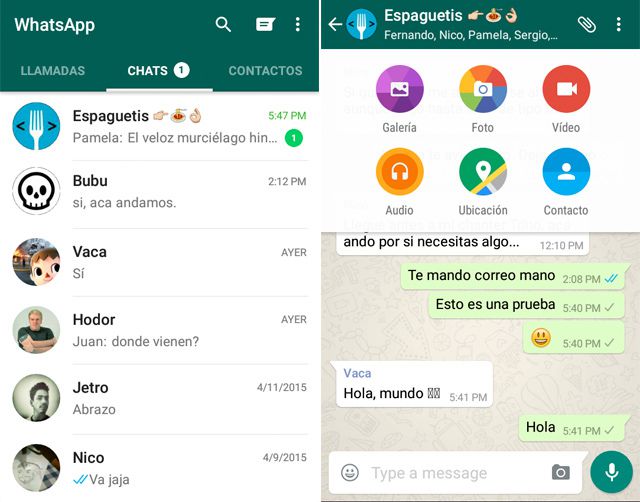 WhatsApp
LLAMADAS
CHATS 1
CONTACTOS
Espaguetis
5:47 PM
Pamela: El veloz murciélago hin...
1
Bubu
2:12 PM
si, aca andamos.
Vaca
AYER
Sí
Hodor
AYER
Juan: donde vienen?
Jetro
4/11/2015
Abrazo
Nico
4/9/2015
Va jaja
Espaguetis
Fernando, Nico, Pamela, Sergio,...
Galería
Foto
Vídeo
Audio
Ubicación
Contacto
ando por si necesitas algo...
12:10 PM
Te mando correo mano
2:08 PM
Esto es una prueba
5:40 PM
5:40 PM
Vaca
Hola, mundo
5:41 PM
Hola
5:41 PM
Type a message